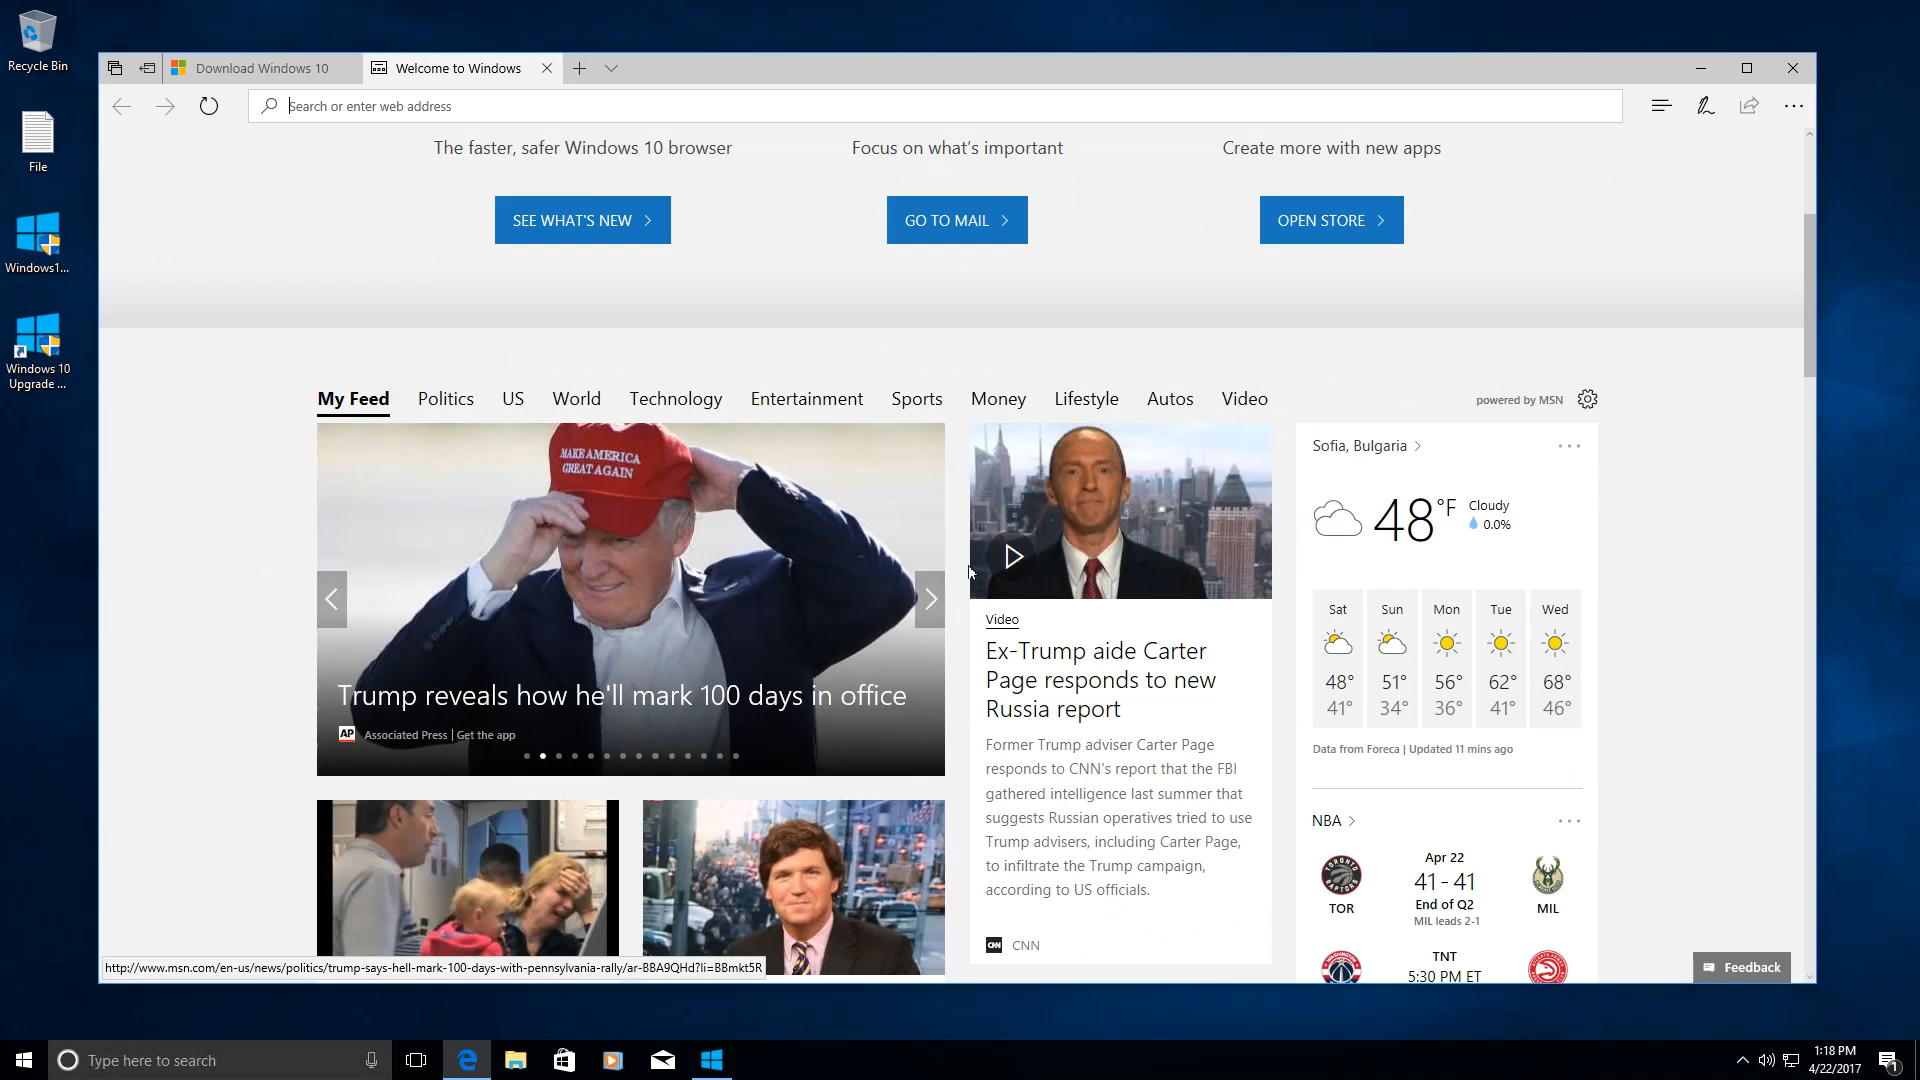 Recycle Bin
File
Windows1...
Windows 10
Upgrade ...
Download Windows 10
Welcome to Windows
Search or enter web address
The faster, safer Windows 10 browser
Focus on what's important
Create more with new apps
SEE WHAT'S NEW
GO TO MAIL
OPEN STORE
My Feed Politics US World Technology Entertainment Sports Money Lifestyle Autos Video
powered by MSN
MAKE AMERICA
GREAT AGAIN
Trump reveals how he'll mark 100 days in office
AP Associated Press | Get the app
Video
Ex-Trump aide Carter
Page responds to new
Russia report
Former Trump adviser Carter Page
responds to CNN's report that the FBI
gathered intelligence last summer that
suggests Russian operatives tried to use
Trump advisers, including Carter Page,
to infiltrate the Trump campaign,
according to US officials.
CNN CNN
Sofia, Bulgaria
48 °F
Cloudy
0.0%
Sat Sun Mon Tue Wed
48° 51° 56° 62° 68°
41° 34° 36° 41° 46°
Data from Foreca | Updated 11 mins ago
NBA
Apr 22
41 - 41
End of Q2
MIL leads 2-1
TOR
MIL
TNT
5:30 PM ET
Feedback
http://www.msn.com/en-us/news/politics/trump-says-hell-mark-100-days-with-pennsylvania-rally/ar-BBA9QHd?li=BBmkt5R
Type here to search
1:18 PM
4/22/2017
1